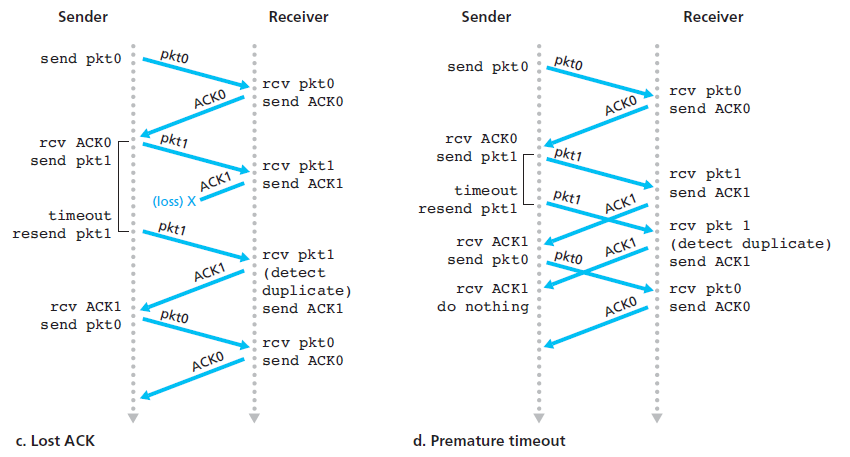 Sender
Receiver
send pkt0
pkt0
rcv pkt0
send ACK0
ACK0
rcv ACK0
send pkt1
pkt1
rcv pkt1
send ACK1
ACK1
(loss) X
timeout
resend pkt1
pkt1
rcv pkt1
(detect
duplicate)
send ACK1
ACK1
rcv ACK1
send pkt0
pkt0
rcv pkt0
send ACK0
ACK0
c. Lost ACK
Sender
Receiver
send pkt0
pkt0
rcv pkt0
send ACK0
ACK0
rcv ACK0
send pkt1
pkt1
rcv pkt1
send ACK1
timeout
resend pkt1
pkt1
ACK1
rcv pkt 1
(detect duplicate)
send ACK1
rcv ACK1
send pkt0
pkt0
ACK1
rcv ACK1
do nothing
rcv pkt0
send ACK0
ACK0
d. Premature timeout